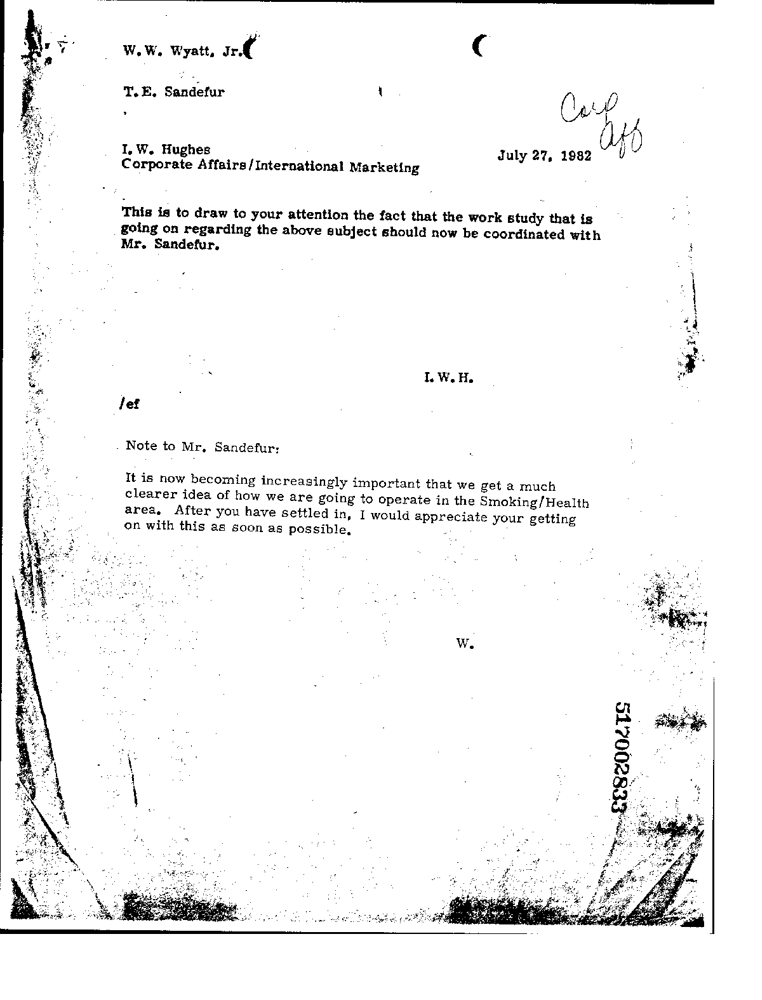 W. W. Wyatt, Jr.
T. E. Sandefur
Corp
Aff
I. W. Hughes
July 27, 1982
Corporate Affairs/International Marketing
This is to draw to your attention the fact that the work study that is
going on regarding the above subject should now be coordinated with
Mr. Sandefur.
I. W. H.
/ef
Note to Mr. Sandefur:
It is now becoming increasingly important that we get a much
clearer idea of how we are going to operate in the Smoking/Health
area. After you have settled in, I would appreciate your getting
on with this as soon as possible.
W.
517002833